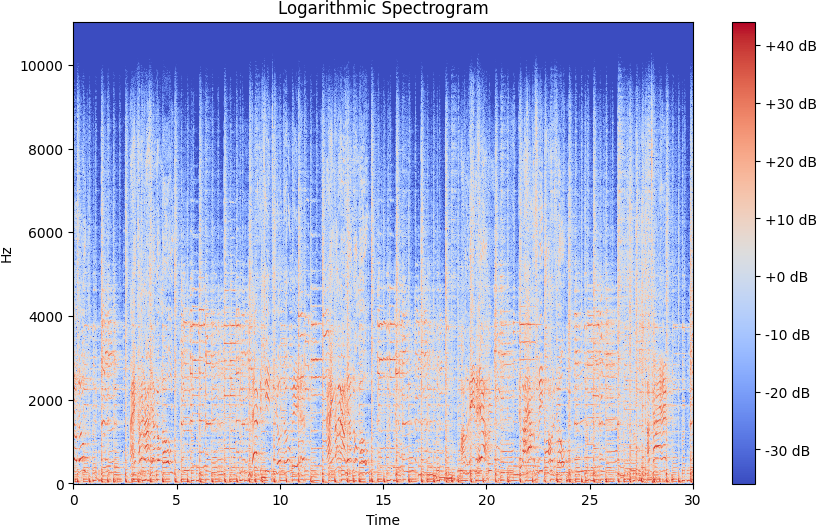 Logarithmic Spectrogram
Hz
10000
8000
6000
4000
2000
0
0 5 10 15 20 25 30
Time
+40 dB
+30 dB
+20 dB
+10 dB
+0 dB
-10 dB
-20 dB
-30 dB